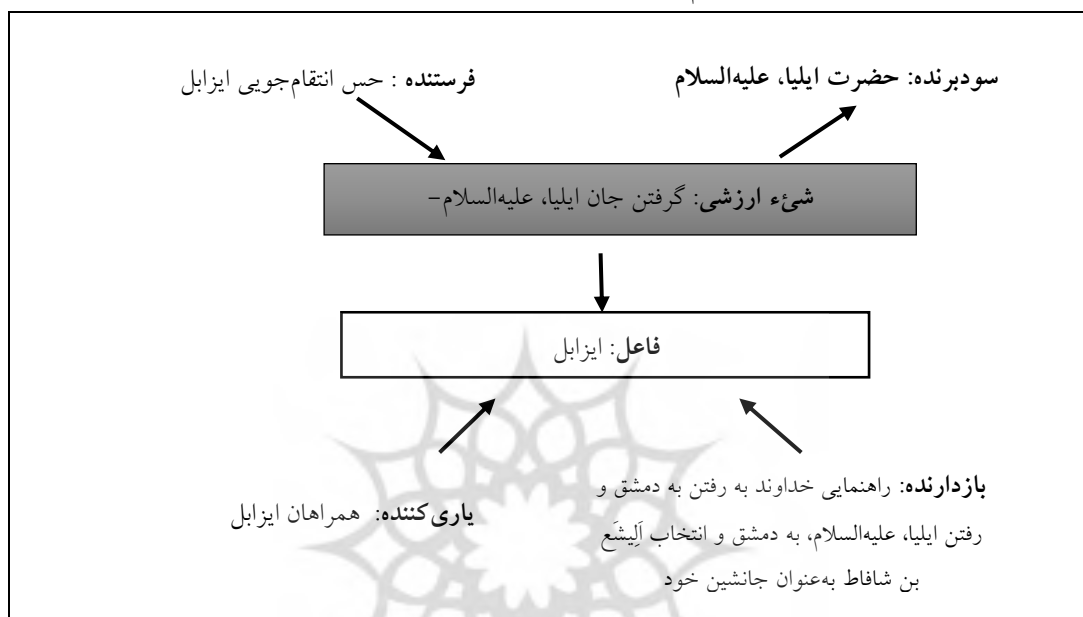 سودبرنده: حضرت ایلیا، علیه‌السلام
فرستنده : حس انتقام‌جویی ایزابل
شیٔء ارزشی: گرفتن جان ایلیا، علیه‌السلام–
فاعل: ایزابل
بازدارنده: راهنمایی خداوند به رفتن به دمشق و
رفتن ایلیا، علیه‌السلام، به دمشق و انتخاب اَلِیشَع
بن شافاط به‌عنوان جانشین خود
یاری‌کننده: همراهان ایزابل